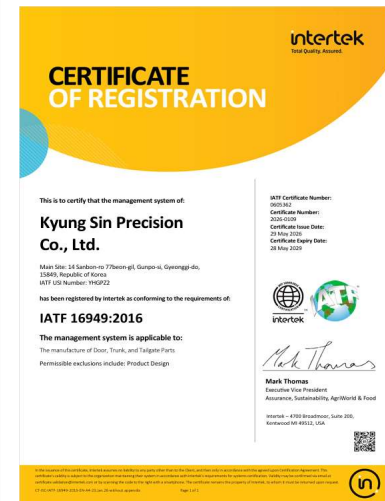 intertek
Total Quality. Assured.
CERTIFICATE
OF REGISTRATION
This is to certify that the management system of:
Kyung Sin Precision
Co., Ltd.
Main Site: 14 Sanbon-ro 77beon-gil, Gunpo-si, Gyeonggi-do,
15849, Republic of Korea
IATF USI Number: YHGPZ2
has been registered by Intertek as conforming to the requirements of:
IATF 16949:2016
The management system is applicable to:
The manufacture of Door, Trunk, and Tailgate Parts
Permissible exclusions include: Product Design
IATF Certificate Number:
0605362
Certificate Number:
2026-0109
Certificate Issue Date:
29 May 2026
Certificate Expiry Date:
28 May 2029
intertek
IATF
Mark Thomas
Mark Thomas
Executive Vice President
Assurance, Sustainability, AgriWorld & Food
Intertek – 4700 Broadmoor, Suite 200,
Kentwood MI 49512, USA
Page 1 of 1
in